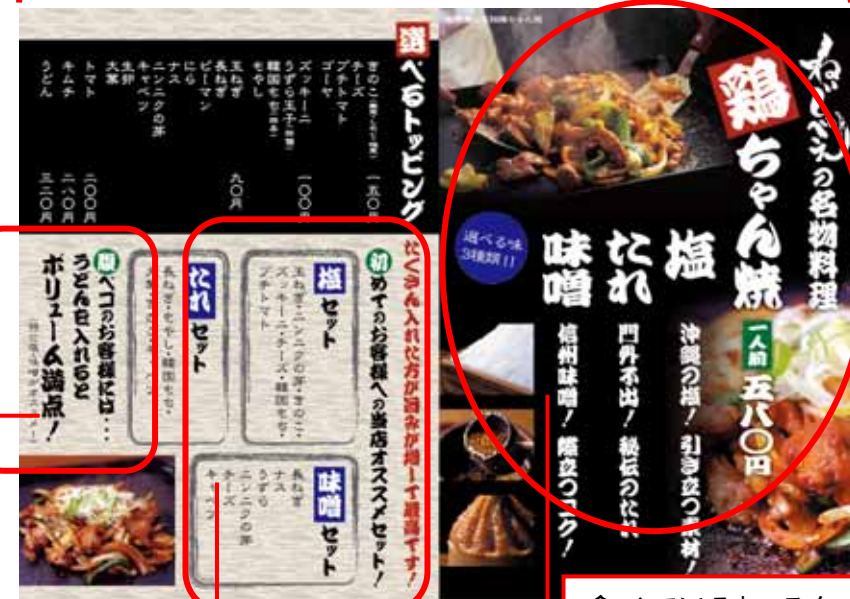 ねじべえの名物料理
鶏ちゃん焼
一人前 五八〇円
塩
沖縄の塩!引き立つ素材!
たれ
門外不出!秘伝のたれ
味噌
信州味噌!際立つコク!
選べる味
3種類!!
選べるトッピング
チーズ
プチトマト
ゴーヤ
一五〇円
ズッキーニ
うずら玉子
韓国もち
もやし
一〇〇円
玉ねぎ
長ねぎ
ピーマン
にら
ナス
ニンニクの芽
キャベツ
生卵
大葉
九〇円
トマト
二〇〇円
キムチ
二八〇円
うどん
三二〇円
たくさん入れた方が旨みが増して最高です!
初めてのお客様への当店オススメセット!
塩セット
玉ねぎ・ニンニクの芽・きのこ・
ズッキーニ・チーズ・韓国もち・
プチトマト
味噌セット
長ねぎ
ナス
うずら
ニンニクの芽
チーズ
キャベツ
たれセット
長ねぎ・もやし・韓国もち・
腹ペコのお客様には・・・
うどんを入れると
ボリューム満点!